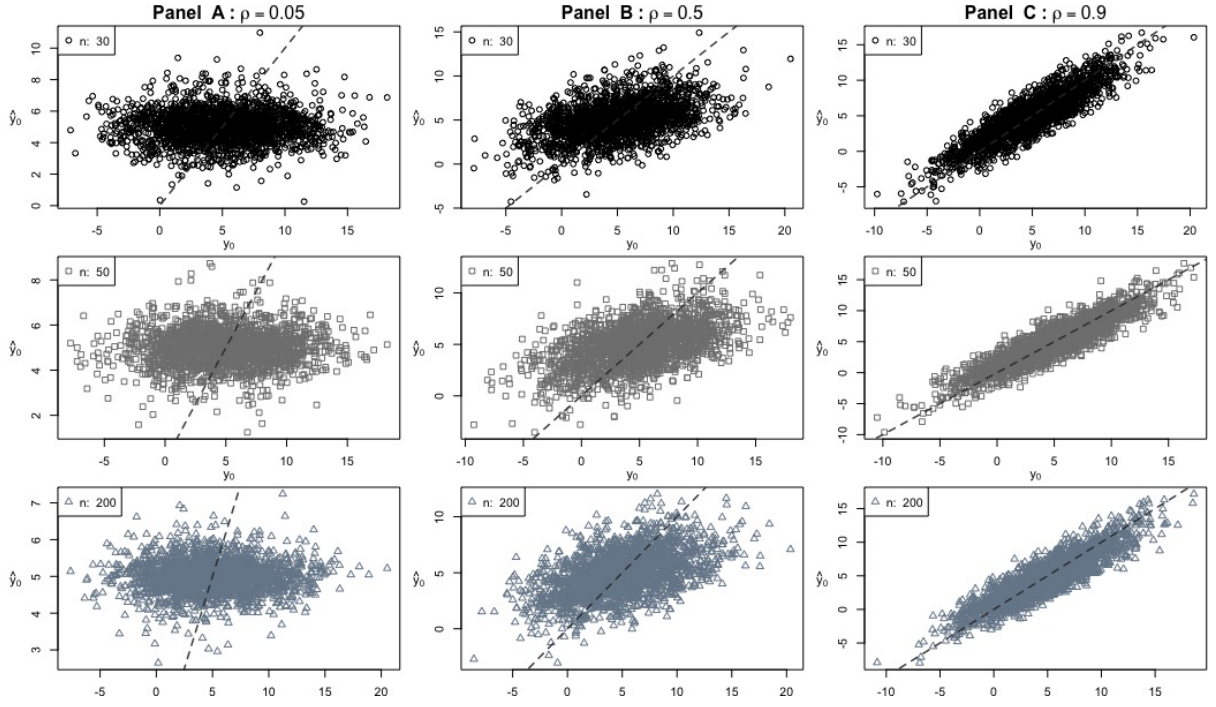 Panel A : ρ = 0.05
Panel B : ρ = 0.5
Panel C : ρ = 0.9
n: 30
ŷ₀
0 2 4 6 8 10
-5 0 5 10 15
y₀
n: 30
ŷ₀
-5 0 5 10 15
-5 0 5 10 15 20
y₀
n: 30
ŷ₀
-5 0 5 10 15
-10 -5 0 5 10 15 20
y₀
n: 50
ŷ₀
2 4 6 8
-5 0 5 10 15
y₀
n: 50
ŷ₀
0 5 10
-10 -5 0 5 10 15
y₀
n: 50
ŷ₀
-10 -5 0 5 10 15
-10 -5 0 5 10 15
y₀
n: 200
ŷ₀
3 4 5 6 7
-5 0 5 10 15 20
n: 200
ŷ₀
0 5 10
-5 0 5 10 15 20
n: 200
ŷ₀
-5 0 5 10 15
-10 -5 0 5 10 15